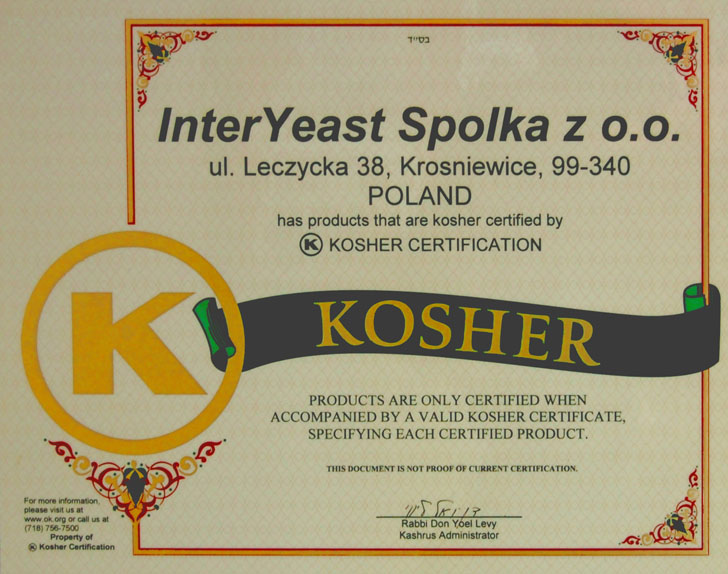 בס״ד
InterYeast Spolka z o.o.
ul. Leczycka 38, Krosniewice, 99-340
POLAND
has products that are kosher certified by
K KOSHER CERTIFICATION
K
KOSHER
PRODUCTS ARE ONLY CERTIFIED WHEN
ACCOMPANIED BY A VALID KOSHER CERTIFICATE,
SPECIFYING EACH CERTIFIED PRODUCT.
THIS DOCUMENT IS NOT PROOF OF CURRENT CERTIFICATION.
Rabbi Don Yoel Levy
Kashrus Administrator
For more information,
please visit us at
www.ok.org or call us at
(718) 756-7500
Property of
K Kosher Certification